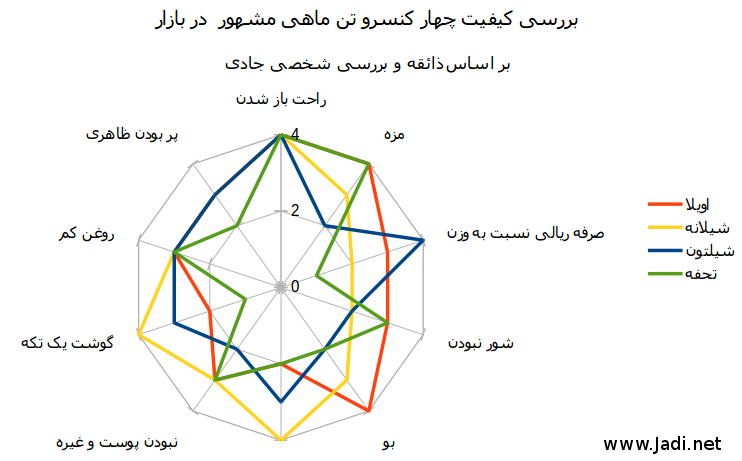 بررسی کیفیت چهار کنسرو تن ماهی مشهور در بازار
بر اساس ذائقه و بررسی شخصی جادی
راحت باز شدن
مزه
صرفه ریالی نسبت به وزن
شور نبودن
بو
نبودن پوست و غیره
گوشت یک تکه
روغن کم
پر بودن ظاهری
4
2
0
اویلا
شیلانه
شیلتون
تحفه
www.Jadi.net